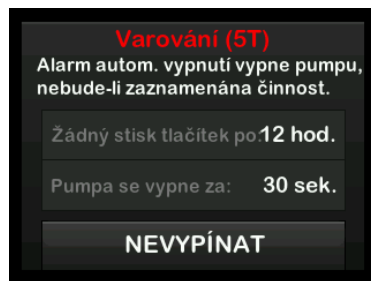 Varování (5T)
Alarm autom. vypnutí vypne pumpu,
nebude-li zaznamenána činnost.
Žádný stisk tlačítek po: 12 hod.
Pumpa se vypne za: 30 sek.
NEVYPÍNAT